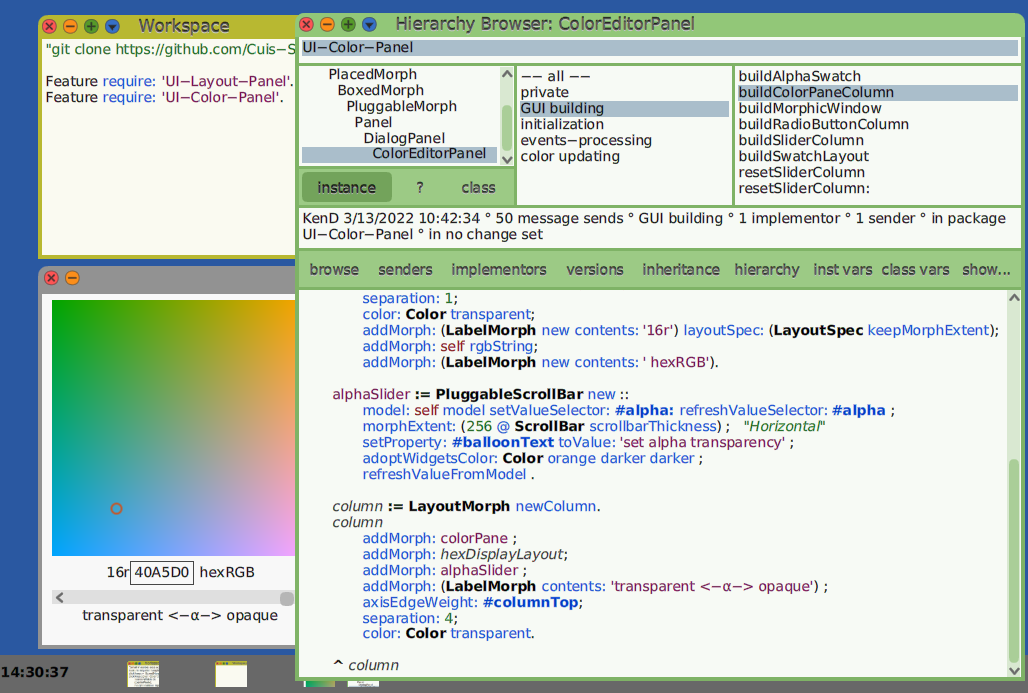 Workspace
"git clone https://github.com/Cuis−S
Feature require: 'UI−Layout−Panel'.
Feature require: 'UI−Color−Panel'.
16r 40A5D0 hexRGB
transparent <−α−> opaque
14:30:37
Hierarchy Browser: ColorEditorPanel
UI−Color−Panel
PlacedMorph
BoxedMorph
PluggableMorph
Panel
DialogPanel
ColorEditorPanel
instance ? class
−− all −−
private
GUI building
initialization
events−processing
color updating
buildAlphaSwatch
buildColorPaneColumn
buildMorphicWindow
buildRadioButtonColumn
buildSliderColumn
buildSwatchLayout
resetSliderColumn
resetSliderColumn:
KenD 3/13/2022 10:42:34 ° 50 message sends ° GUI building ° 1 implementor ° 1 sender ° in package
UI−Color−Panel ° in no change set
browse senders implementors versions inheritance hierarchy inst vars class vars show...
separation: 1;
color: Color transparent;
addMorph: (LabelMorph new contents: '16r') layoutSpec: (LayoutSpec keepMorphExtent);
addMorph: self rgbString;
addMorph: (LabelMorph new contents: ' hexRGB').
alphaSlider := PluggableScrollBar new ::
model: self model setValueSelector: #alpha: refreshValueSelector: #alpha ;
morphExtent: (256 @ ScrollBar scrollbarThickness) ; "Horizontal"
setProperty: #balloonText toValue: 'set alpha transparency' ;
adoptWidgetsColor: Color orange darker darker ;
refreshValueFromModel .
column := LayoutMorph newColumn.
column
addMorph: colorPane ;
addMorph: hexDisplayLayout;
addMorph: alphaSlider ;
addMorph: (LabelMorph contents: 'transparent <−α−> opaque') ;
axisEdgeWeight: #columnTop;
separation: 4;
color: Color transparent.
^ column